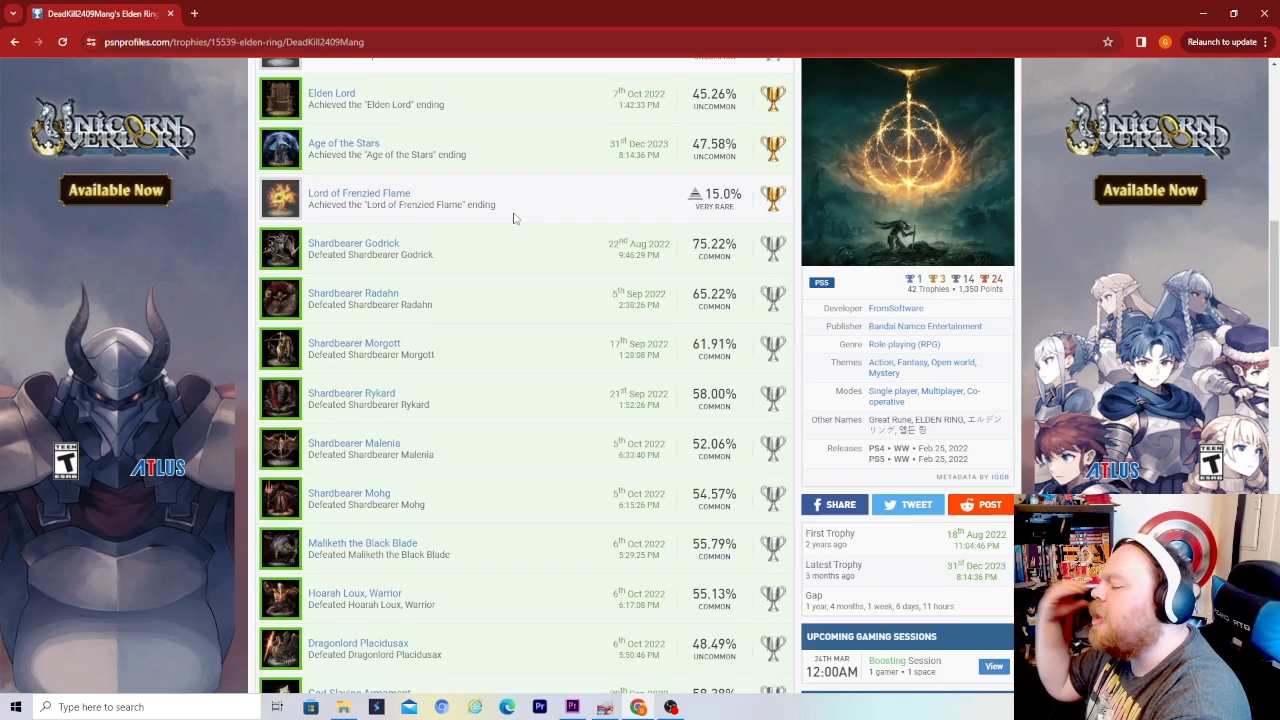 DeadKill2409Mang's Elden Ring
psnprofiles.com/trophies/15539-elden-ring/DeadKill2409Mang
Relaunch to update
UNICORN OVERLORD
Available Now
TEEN
T
ESRB
ATLUS
UNCOMMON
Elden Lord
Achieved the "Elden Lord" ending
7th Oct 2022
1:42:33 PM
45.26%
UNCOMMON
Age of the Stars
Achieved the "Age of the Stars" ending
31st Dec 2023
8:14:36 PM
47.58%
UNCOMMON
Lord of Frenzied Flame
Achieved the "Lord of Frenzied Flame" ending
15.0%
VERY RARE
Shardbearer Godrick
Defeated Shardbearer Godrick
22nd Aug 2022
9:46:29 PM
75.22%
COMMON
Shardbearer Radahn
Defeated Shardbearer Radahn
5th Sep 2022
2:38:26 PM
65.22%
COMMON
Shardbearer Morgott
Defeated Shardbearer Morgott
17th Sep 2022
1:28:08 PM
61.91%
COMMON
Shardbearer Rykard
Defeated Shardbearer Rykard
21st Sep 2022
1:52:26 PM
58.00%
COMMON
Shardbearer Malenia
Defeated Shardbearer Malenia
5th Oct 2022
6:33:40 PM
52.06%
COMMON
Shardbearer Mohg
Defeated Shardbearer Mohg
5th Oct 2022
6:15:26 PM
54.57%
COMMON
Maliketh the Black Blade
Defeated Maliketh the Black Blade
6th Oct 2022
5:29:25 PM
55.79%
COMMON
Hoarah Loux, Warrior
Defeated Hoarah Loux, Warrior
6th Oct 2022
6:17:08 PM
55.13%
COMMON
Dragonlord Placidusax
Defeated Dragonlord Placidusax
6th Oct 2022
5:50:46 PM
48.49%
UNCOMMON
God-Slaying Armament
PS5
1 3 14 24
42 Trophies • 1,350 Points
Developer FromSoftware
Publisher Bandai Namco Entertainment
Genre Role-playing (RPG)
Themes Action, Fantasy, Open world,
Mystery
Modes Single player, Multiplayer, Co-
operative
Other Names Great Rune, ELDEN RING, エルデン
リング, 엘든 링
Releases PS4 • WW • Feb 25, 2022
PS5 • WW • Feb 25, 2022
METADATA BY IGDB
SHARE
TWEET
POST
First Trophy
2 years ago
18th Aug 2022
11:04:46 PM
Latest Trophy
3 months ago
31st Dec 2023
8:14:36 PM
Gap
1 year, 4 months, 1 week, 6 days, 11 hours
UPCOMING GAMING SESSIONS
24TH MAR
12:00AM
Boosting Session
1 gamer • 1 space
View
UNICORN OVERLORD
Available Now
ATLUS
TEEN
T
ESRB
Type here to search